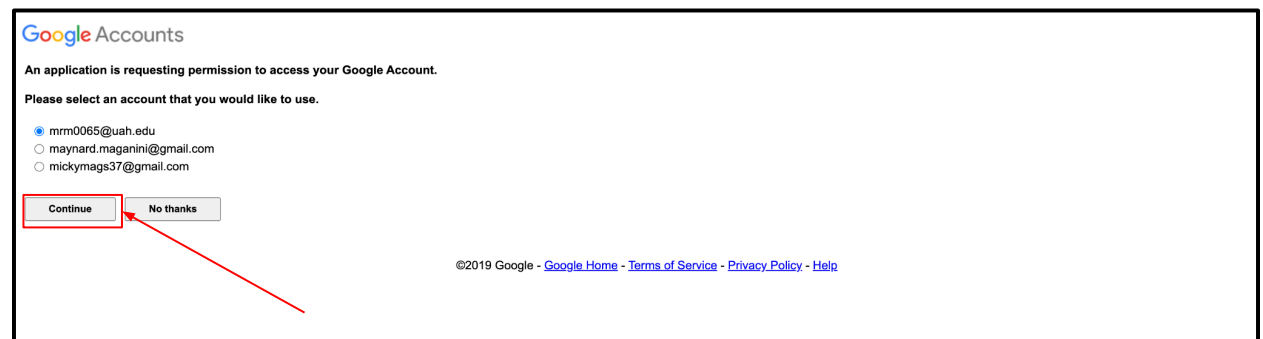 Google Accounts
An application is requesting permission to access your Google Account.
Please select an account that you would like to use.
mrm0065@uah.edu
maynard.maganini@gmail.com
mickymags37@gmail.com
Continue No thanks
©2019 Google - Google Home - Terms of Service - Privacy Policy - Help